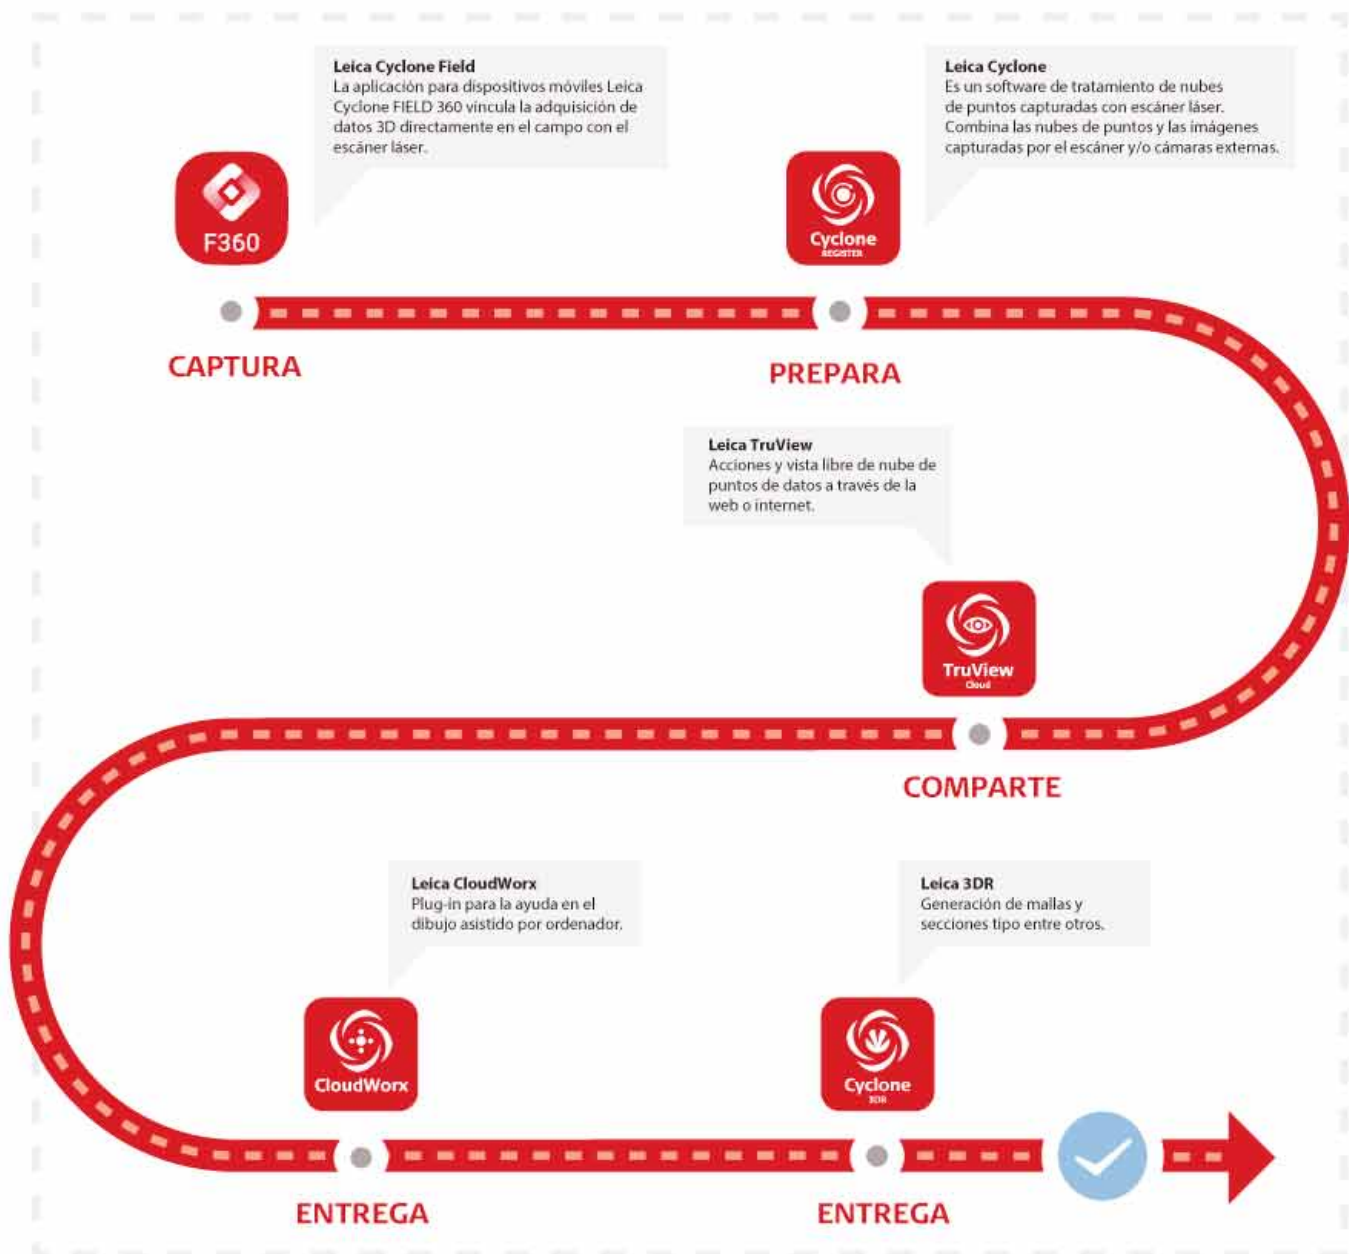 Leica Cyclone Field
La aplicación para dispositivos móviles Leica
Cyclone FIELD 360 vincula la adquisición de
datos 3D directamente en el campo con el
escáner láser.
F360
CAPTURA
Leica Cyclone
Es un software de tratamiento de nubes
de puntos capturadas con escáner láser.
Combina las nubes de puntos y las imágenes
capturadas por el escáner y/o cámaras externas.
Cyclone
REGISTER
PREPARA
Leica TruView
Acciones y vista libre de nube de
puntos de datos a través de la
web o internet.
TruView
Cloud
COMPARTE
Leica CloudWorx
Plug-in para la ayuda en el
dibujo asistido por ordenador.
CloudWorx
ENTREGA
Leica 3DR
Generación de mallas y
secciones tipo entre otros.
Cyclone
3DR
ENTREGA